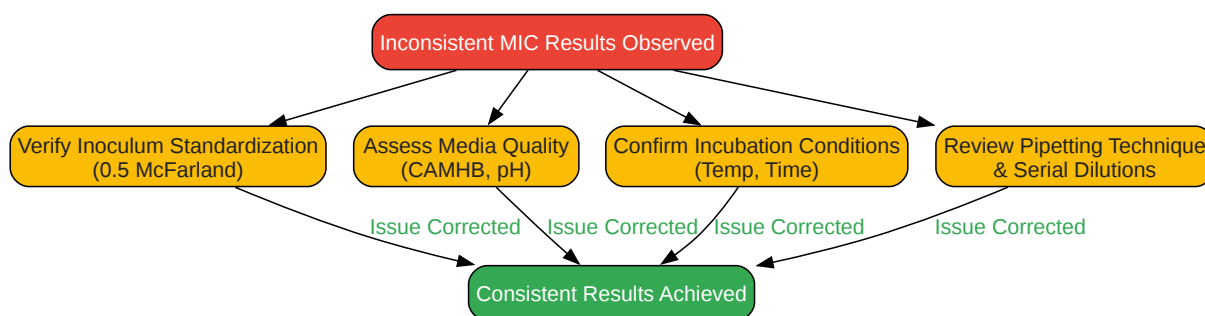 Inconsistent MIC Results Observed
Verify Inoculum Standardization
(0.5 McFarland)
Assess Media Quality
(CAMHB, pH)
Confirm Incubation Conditions
(Temp, Time)
Review Pipetting Technique
& Serial Dilutions
Issue Corrected
Issue Corrected
Issue Corrected
Issue Corrected
Consistent Results Achieved